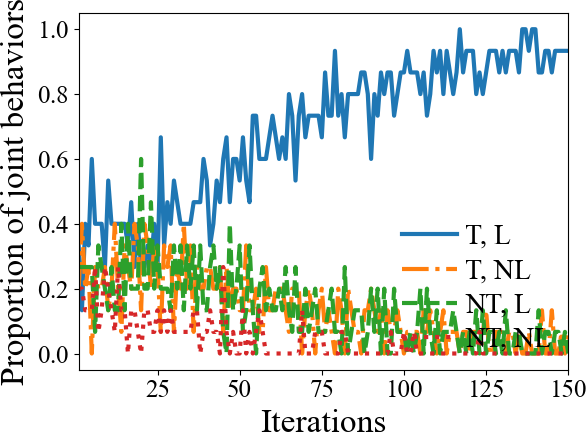 Proportion of joint behaviors
1.0
0.8
0.6
0.4
0.2
0.0
T, L
T, NL
NT, L
NT, NL
25
50
75
100
125
150
Iterations